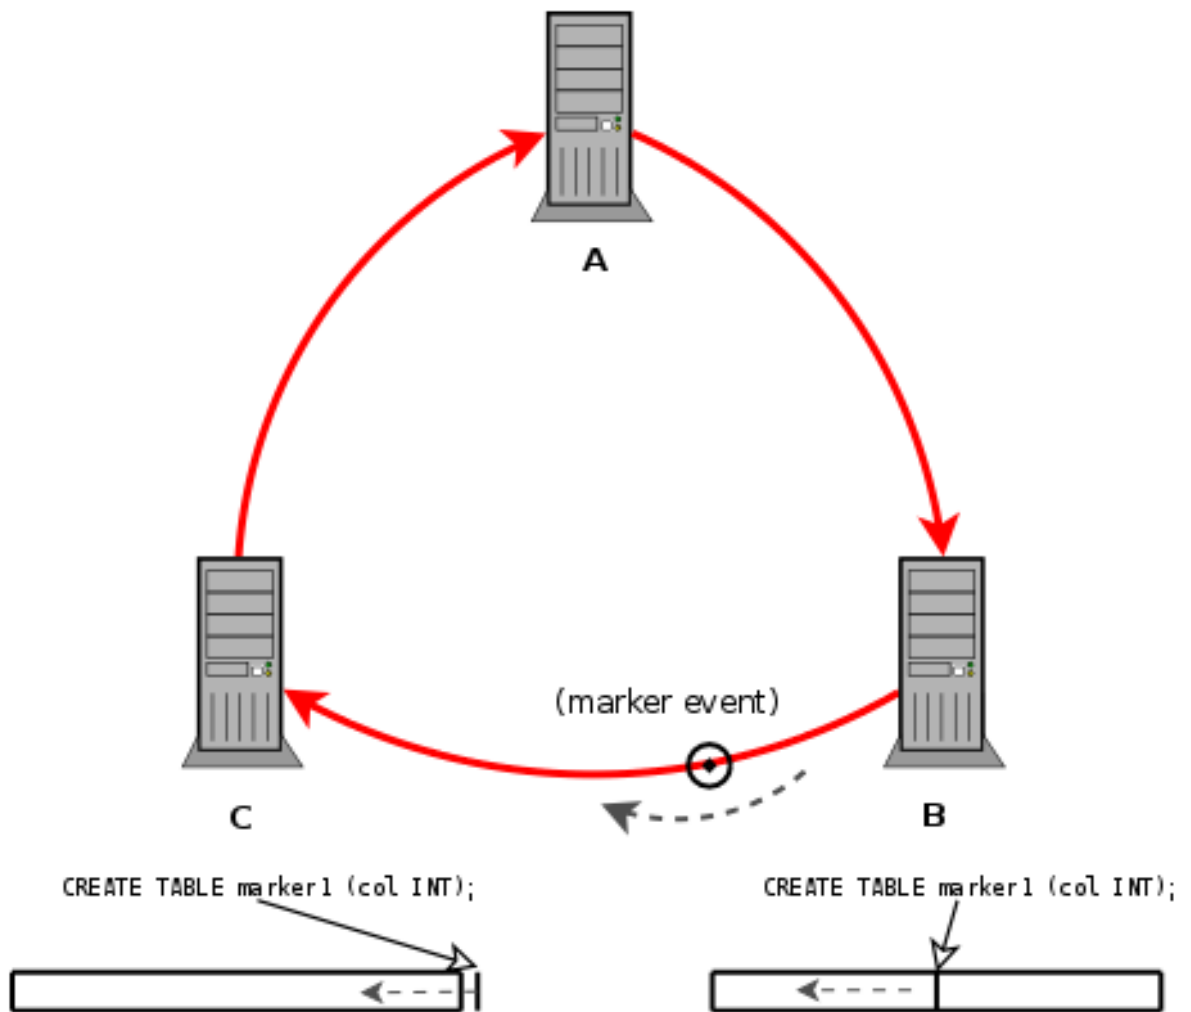 A
(marker event)
C
B
CREATE TABLE marker1 (col INT);
CREATE TABLE marker1 (col INT);